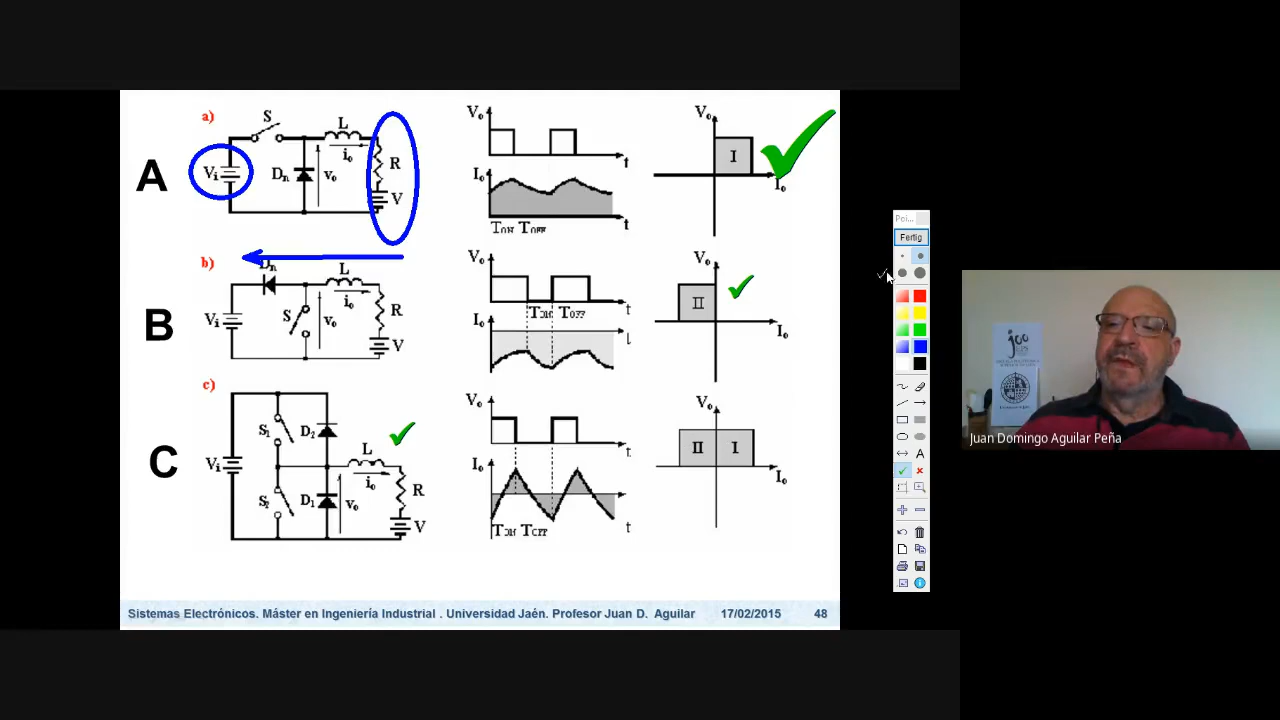 a)
S
L
Vo
Vo
A
Vi
Dn
vo
io
R
V
t
I
Io
Io
t
TON TOFF
b)
Dn
L
Vo
Vo
B
Vi
S
vo
io
R
V
TON TOFF
t
II
Io
Io
t
c)
S1
D2
L
Vo
Vo
C
Vi
S2
D1
vo
io
R
V
t
II I
Io
Io
t
TON TOFF
Sistemas Electrónicos. Máster en Ingeniería Industrial . Universidad Jaén. Profesor Juan D. Aguilar 17/02/2015 48
Poi...
Fertig
A
Juan Domingo Aguilar Peña